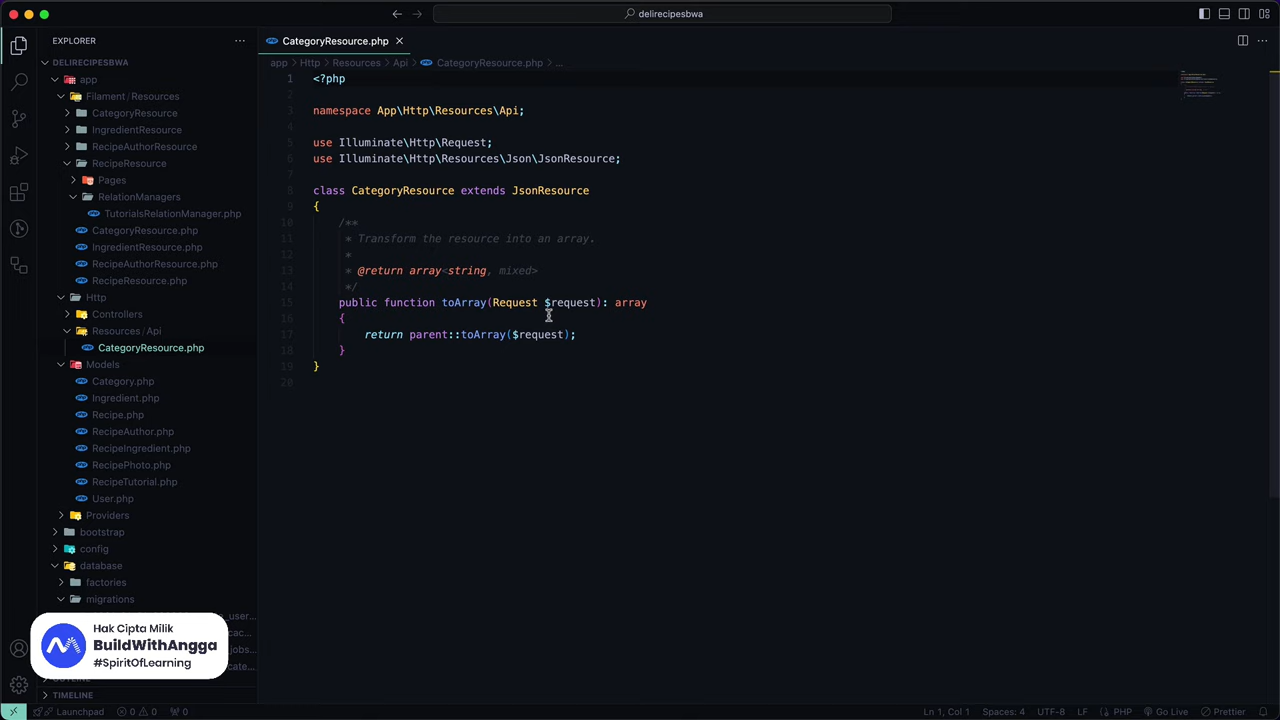 delirecipesbwa
EXPLORER
DELIRECIPESBWA
app
Filament / Resources
CategoryResource
IngredientResource
RecipeAuthorResource
RecipeResource
Pages
RelationManagers
TutorialsRelationManager.php
CategoryResource.php
IngredientResource.php
RecipeAuthorResource.php
RecipeResource.php
Http
Controllers
Resources / Api
CategoryResource.php
Models
Category.php
Ingredient.php
Recipe.php
RecipeAuthor.php
RecipeIngredient.php
RecipePhoto.php
RecipeTutorial.php
User.php
Providers
bootstrap
config
database
factories
migrations
_user...
cac...
jobs...
cate...
Hak Cipta Milik
BuildWithAngga
#SpiritOfLearning
TIMELINE
CategoryResource.php
app > Http > Resources > Api > CategoryResource.php > ...
1 <?php
2
3 namespace App\Http\Resources\Api;
4
5 use Illuminate\Http\Request;
6 use Illuminate\Http\Resources\Json\JsonResource;
7
8 class CategoryResource extends JsonResource
9 {
10 /**
11 * Transform the resource into an array.
12 *
13 * @return array<string, mixed>
14 */
15 public function toArray(Request $request): array
16 {
17 return parent::toArray($request);
18 }
19 }
20
Launchpad 0 0 0 Ln 1, Col 1 Spaces: 4 UTF-8 LF PHP Go Live Prettier